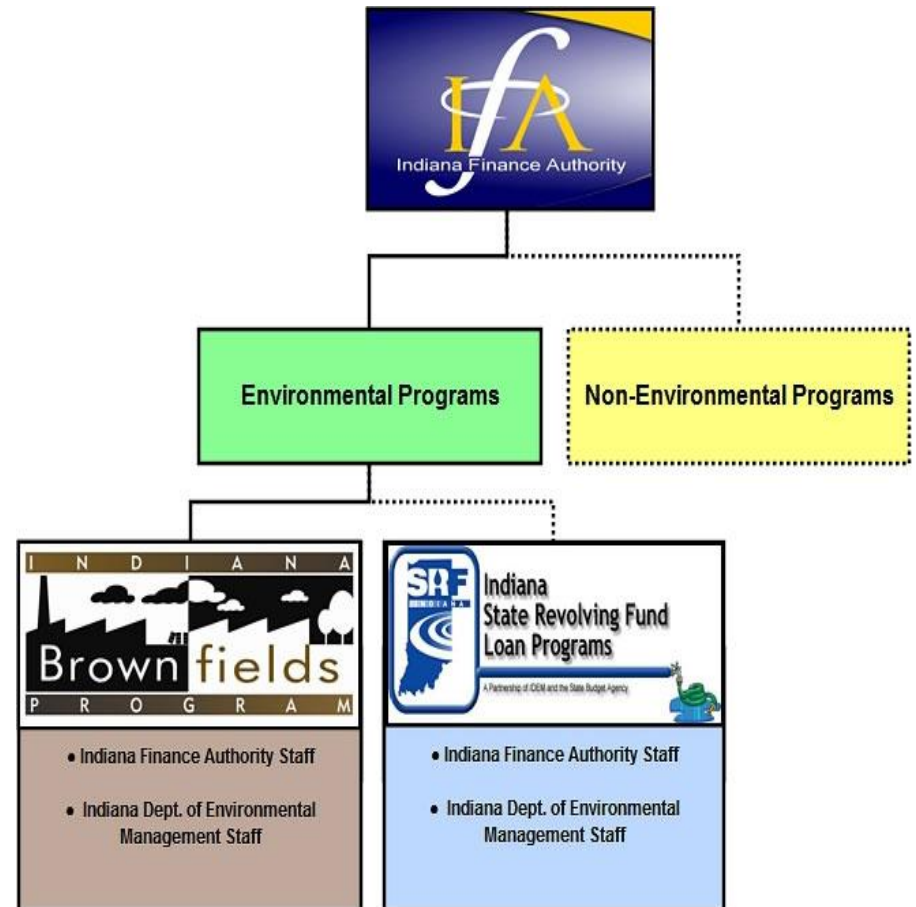 IfA
Indiana Finance Authority
Environmental Programs
Non-Environmental Programs
INDIANA
Brownfields
PROGRAM
• Indiana Finance Authority Staff
• Indiana Dept. of Environmental
Management Staff
SRF
INDIANA
Indiana
State Revolving Fund
Loan Programs
A Partnership of IDEM and the State Budget Agency
• Indiana Finance Authority Staff
• Indiana Dept. of Environmental
Management Staff